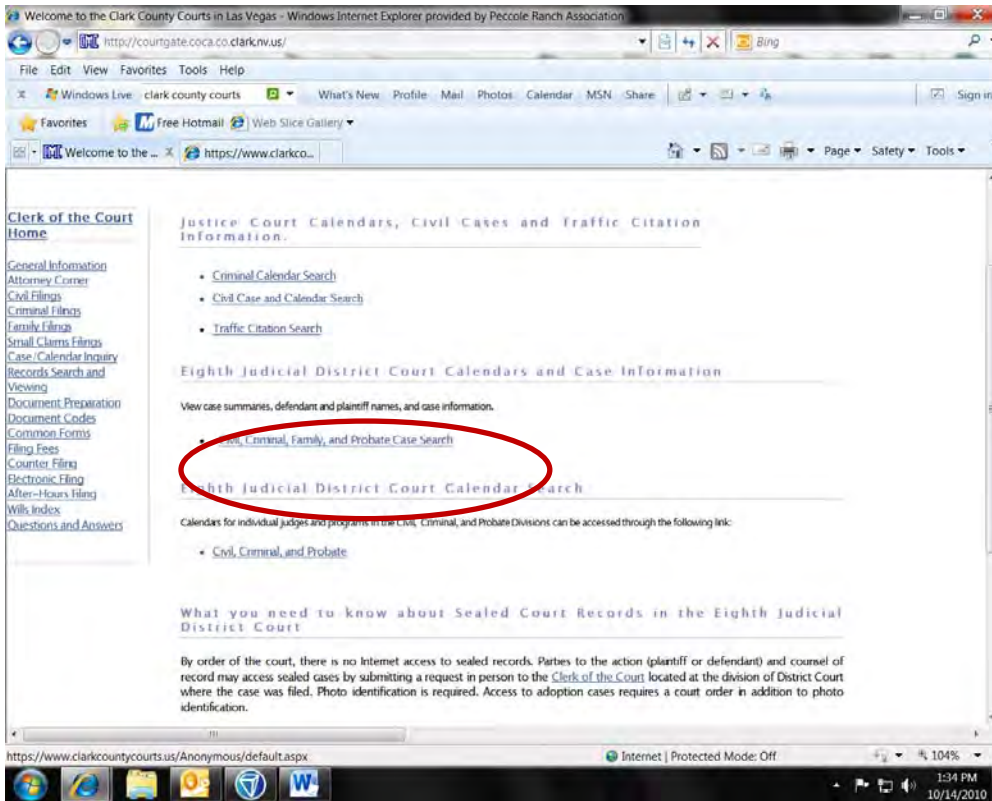 Welcome to the Clark County Courts in Las Vegas - Windows Internet Explorer provided by Peccole Ranch Association
http://courtgate.coca.co.clark.nv.us/
Bing
File Edit View Favorites Tools Help
x Windows Live clark county courts What's New Profile Mail Photos Calendar MSN Share Sign in
Favorites Free Hotmail Web Slice Gallery
Welcome to the ... X https://www.clarkco... Page Safety Tools
Clerk of the Court
Home
General Information
Attorney Corner
Civil Filings
Criminal Filings
Family Filings
Small Claims Filings
Case/Calendar Inquiry
Records Search and
Viewing
Document Preparation
Document Codes
Common Forms
Filing Fees
Counter Filing
Electronic Filing
After-Hours Filing
Wills Index
Questions and Answers
Justice Court Calendars, Civil Cases and Traffic Citation
Information.
• Criminal Calendar Search
• Civil Case and Calendar Search
• Traffic Citation Search
Eighth Judicial District Court Calendars and Case Information
View case summaries, defendant and plaintiff names, and case information.
• Civil, Criminal, Family, and Probate Case Search
Eighth Judicial District Court Calendar Search
Calendars for individual judges and programs in the Civil, Criminal, and Probate Divisions can be accessed through the following link:
• Civil, Criminal, and Probate
What you need to know about Sealed Court Records in the Eighth Judicial
District Court
By order of the court, there is no Internet access to sealed records. Parties to the action (plantiff or defendant) and counsel of
record may access sealed cases by submitting a request in person to the Clerk of the Court located at the division of District Court
where the case was filed. Photo identification is required. Access to adoption cases requires a court order in addition to photo
identification.
https://www.clarkcountycourts.us/Anonymous/default.aspx Internet | Protected Mode: Off 104%
1:34 PM
10/14/2010